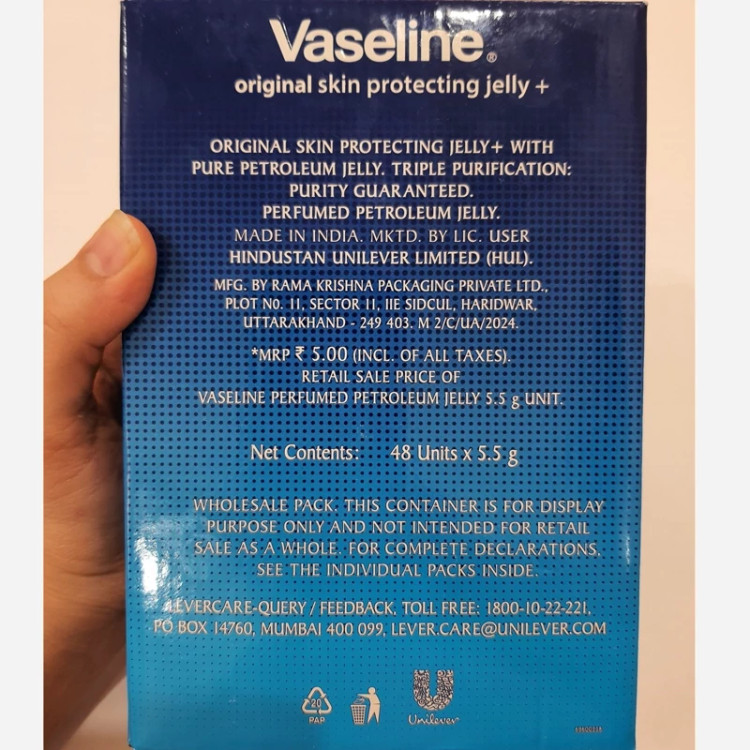 Vaseline®
original skin protecting jelly +
ORIGINAL SKIN PROTECTING JELLY+ WITH
PURE PETROLEUM JELLY. TRIPLE PURIFICATION:
PURITY GUARANTEED.
PERFUMED PETROLEUM JELLY.
MADE IN INDIA. MKTD. BY LIC. USER
HINDUSTAN UNILEVER LIMITED (HUL).
MFG. BY RAMA KRISHNA PACKAGING PRIVATE LTD.,
PLOT No. 11, SECTOR 11, IIE SIDCUL, HARIDWAR,
UTTARAKHAND - 249 403. M 2/C/UA/2024.
*MRP ₹ 5.00 (INCL. OF ALL TAXES).
RETAIL SALE PRICE OF
VASELINE PERFUMED PETROLEUM JELLY 5.5 g UNIT.
Net Contents: 48 Units x 5.5 g
WHOLESALE PACK. THIS CONTAINER IS FOR DISPLAY
PURPOSE ONLY AND NOT INTENDED FOR RETAIL
SALE AS A WHOLE. FOR COMPLETE DECLARATIONS,
SEE THE INDIVIDUAL PACKS INSIDE.
LEVERCARE-QUERY / FEEDBACK. TOLL FREE: 1800-10-22-221,
PO BOX 14760, MUMBAI 400 099, LEVER.CARE@UNILEVER.COM
20
PAP
Unilever